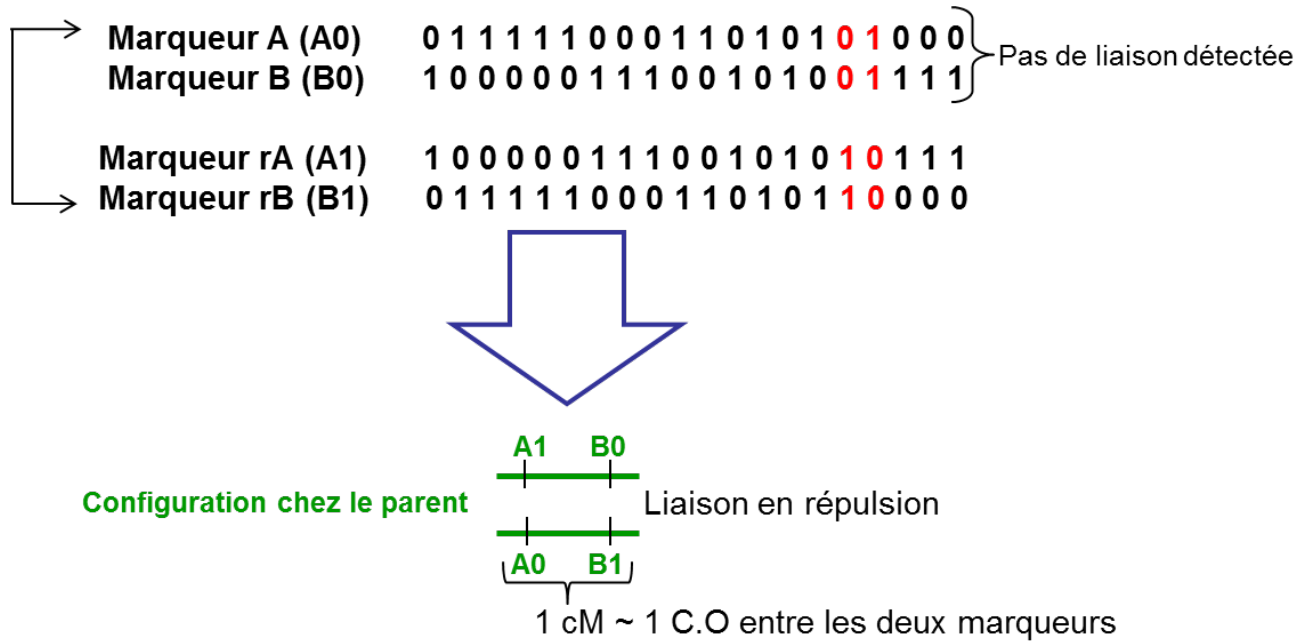 Marqueur A (A0) 0 1 1 1 1 1 0 0 0 1 1 0 1 0 1 0 1 0 0 0
Pas de liaison détectée
Marqueur B (B0) 1 0 0 0 0 0 1 1 1 0 0 1 0 1 0 0 1 1 1 1
Marqueur rA (A1) 1 0 0 0 0 0 1 1 1 0 0 1 0 1 0 1 0 1 1 1
Marqueur rB (B1) 0 1 1 1 1 1 0 0 0 1 1 0 1 0 1 1 0 0 0 0
A1 B0
Configuration chez le parent
Liaison en répulsion
A0 B1
1 cM ~ 1 C.O entre les deux marqueurs